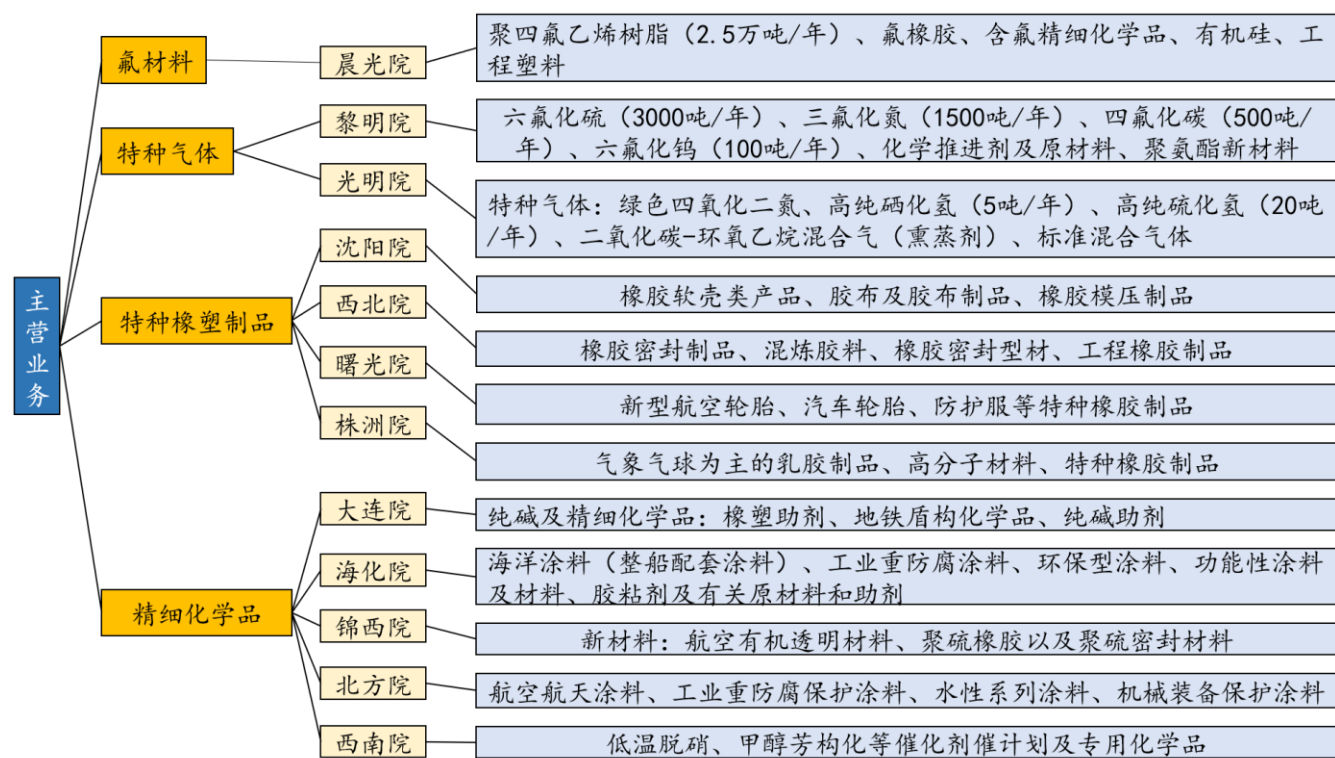 主营业务
氟材料
晨光院
聚四氟乙烯树脂（2.5万吨/年）、氟橡胶、含氟精细化学品、有机硅、工
程塑料
特种气体
黎明院
六氟化硫（3000吨/年）、三氟化氮（1500吨/年）、四氟化碳（500吨/
年）、六氟化钨（100吨/年）、化学推进剂及原材料、聚氨酯新材料
光明院
特种气体：绿色四氧化二氮、高纯硒化氢（5吨/年）、高纯硫化氢（20吨
/年）、二氧化碳-环氧乙烷混合气（熏蒸剂）、标准混合气体
特种橡塑制品
沈阳院
橡胶软壳类产品、胶布及胶布制品、橡胶模压制品
西北院
橡胶密封制品、混炼胶料、橡胶密封型材、工程橡胶制品
曙光院
新型航空轮胎、汽车轮胎、防护服等特种橡胶制品
株洲院
气象气球为主的乳胶制品、高分子材料、特种橡胶制品
精细化学品
大连院
纯碱及精细化学品：橡塑助剂、地铁盾构化学品、纯碱助剂
海化院
海洋涂料（整船配套涂料）、工业重防腐涂料、环保型涂料、功能性涂料
及材料、胶粘剂及有关原材料和助剂
锦西院
新材料：航空有机透明材料、聚硫橡胶以及聚硫密封材料
北方院
航空航天涂料、工业重防腐保护涂料、水性系列涂料、机械装备保护涂料
西南院
低温脱硝、甲醇芳构化等催化剂催计划及专用化学品